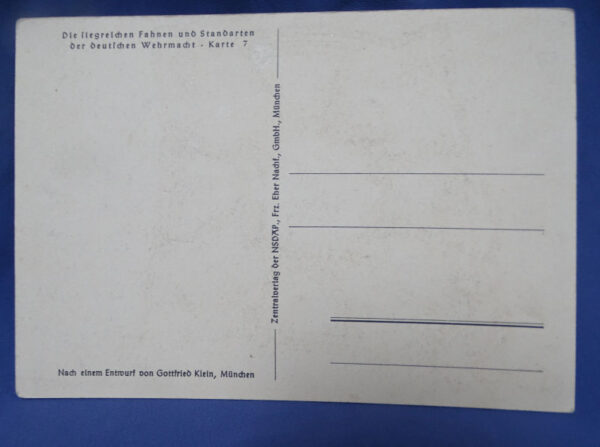 Die siegreichen Fahnen und Standarten
der deutschen Wehrmacht · Karte 7
Zentralverlag der NSDAP., Frz. Eher Nachf., GmbH., München
Nach einem Entwurf von Gottfried Klein, München